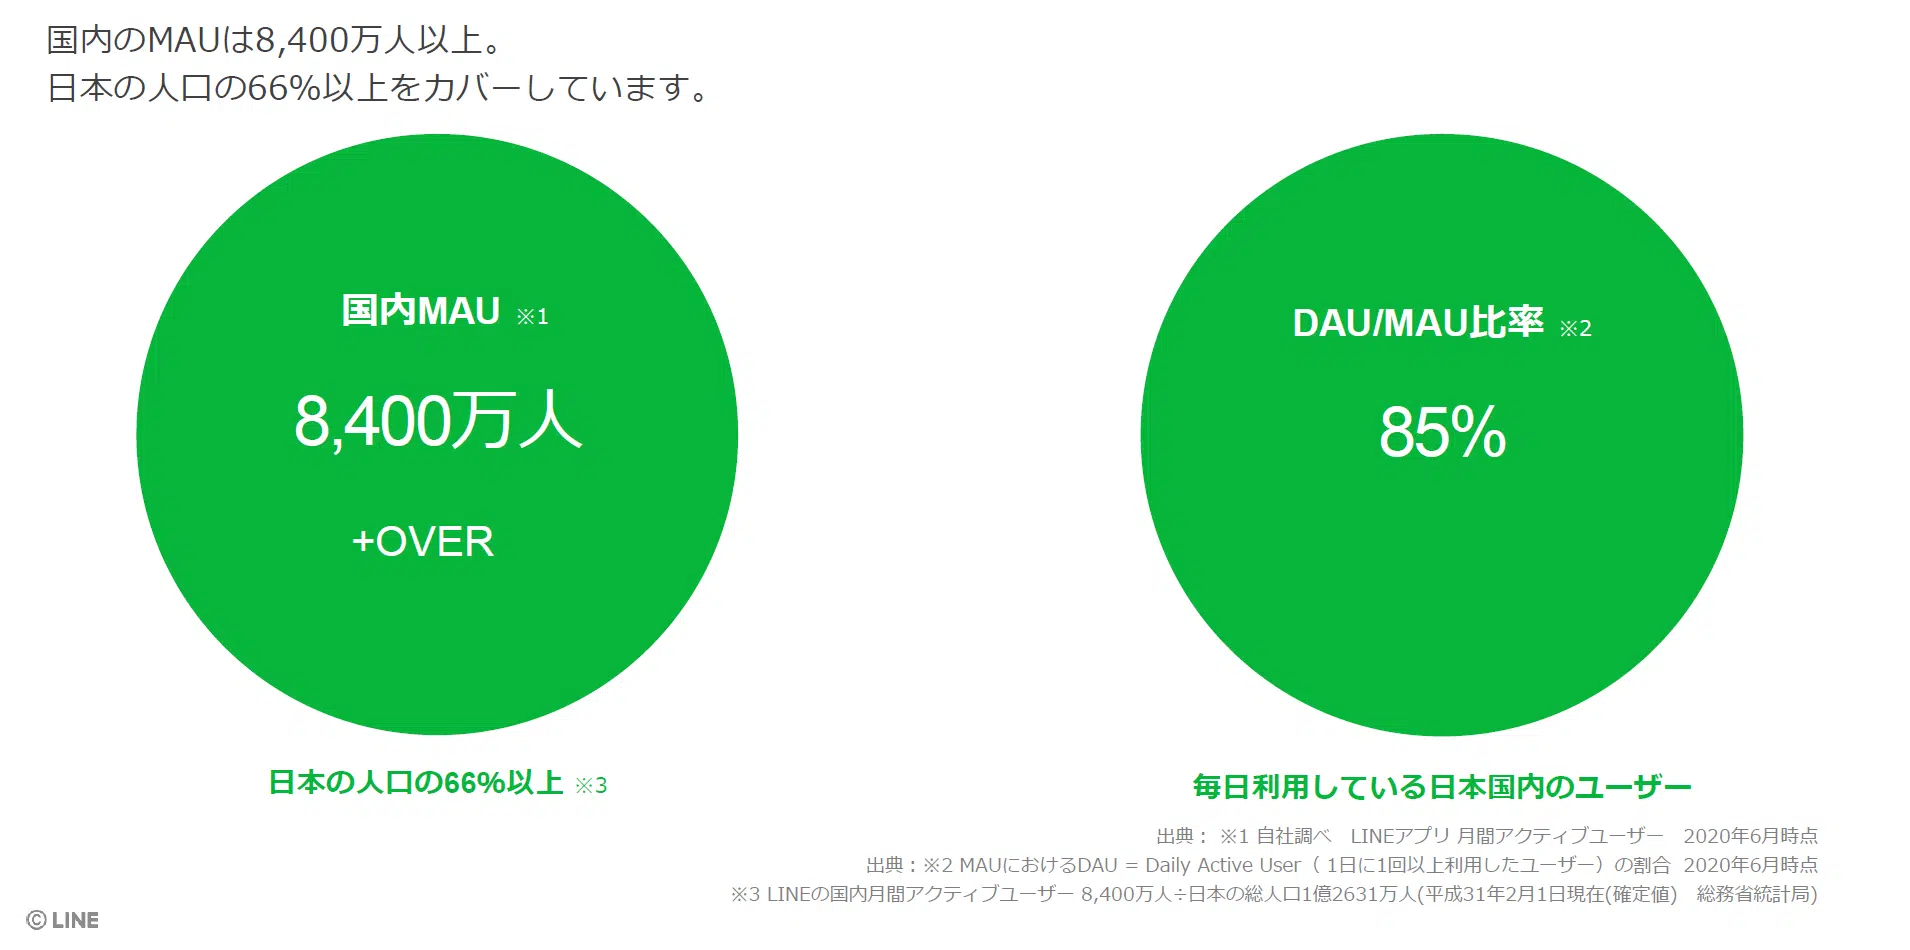 国内のMAUは8,400万人以上。
日本の人口の66%以上をカバーしています。
国内MAU ※1
8,400万人
+OVER
日本の人口の66%以上 ※3
DAU/MAU比率 ※2
85%
毎日利用している日本国内のユーザー
出典： ※1 自社調べ　LINEアプリ 月間アクティブユーザー　2020年6月時点
出典：※2 MAUにおけるDAU = Daily Active User（ 1日に1回以上利用したユーザー）の割合 2020年6月時点
※3 LINEの国内月間アクティブユーザー 8,400万人÷日本の総人口1億2631万人(平成31年2月1日現在(確定値)　総務省統計局)
© LINE